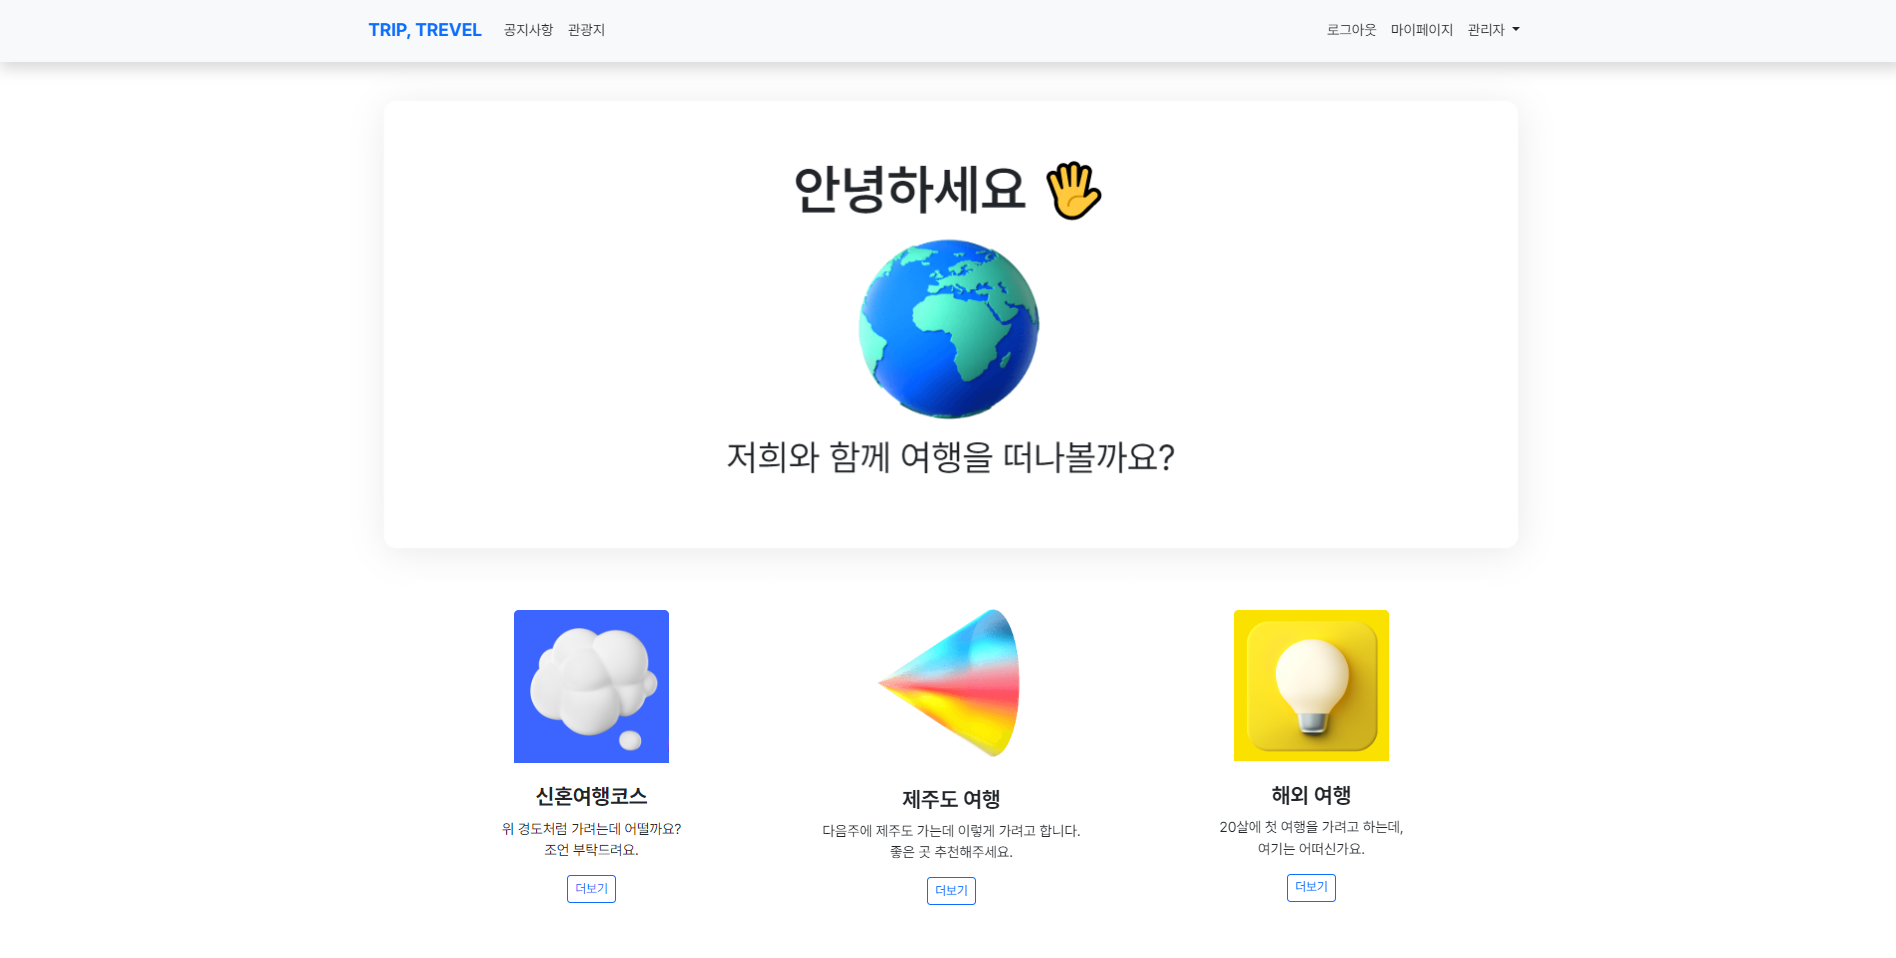 TRIP, TREVEL 공지사항 관광지 로그아웃 마이페이지 관리자
안녕하세요
저희와 함께 여행을 떠나볼까요?
신혼여행코스
위 경도처럼 가려는데 어떨까요?
조언 부탁드려요.
더보기
제주도 여행
다음주에 제주도 가는데 이렇게 가려고 합니다.
좋은 곳 추천해주세요.
더보기
해외 여행
20살에 첫 여행을 가려고 하는데,
여기는 어떠신가요.
더보기